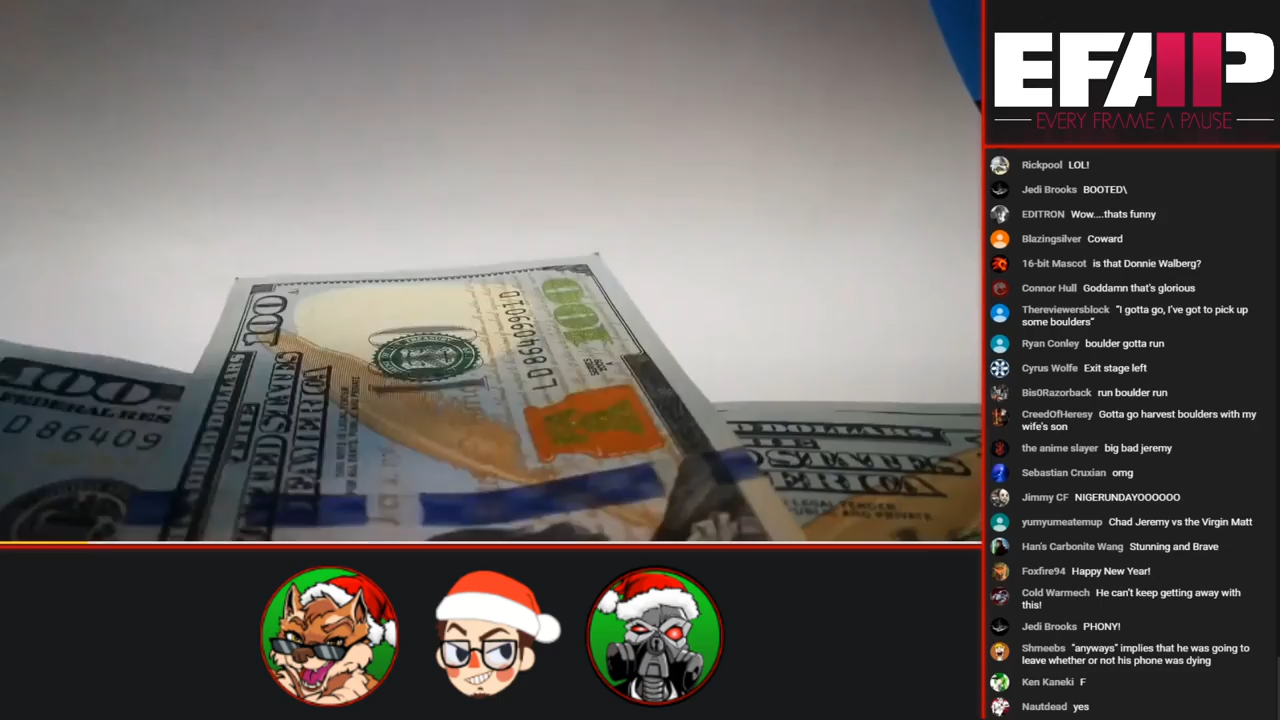 EFAP
EVERY FRAME A PAUSE
100
FEDERAL RES
D 86409
100
THE
UNITED STATES
AMERICA
LD86409901D
100
Rickpool LOL!
Jedi Brooks BOOTED\
EDITRON Wow....thats funny
Blazingsilver Coward
16-bit Mascot is that Donnie Walberg?
Connor Hull Goddamn that's glorious
Thereviewersblock "I gotta go, I've got to pick up
some boulders"
Ryan Conley boulder gotta run
Cyrus Wolfe Exit stage left
Bis0Razorback run boulder run
CreedOfHeresy Gotta go harvest boulders with my
wife's son
the anime slayer big bad jeremy
Sebastian Cruxian omg
Jimmy CF NIGERUNDAYOOOOOO
yumyumeatemup Chad Jeremy vs the Virgin Matt
Han's Carbonite Wang Stunning and Brave
Foxfire94 Happy New Year!
Cold Warmech He can't keep getting away with
this!
Jedi Brooks PHONY!
Shmeebs "anyways" implies that he was going to
leave whether or not his phone was dying
Ken Kaneki F
Nautdead yes